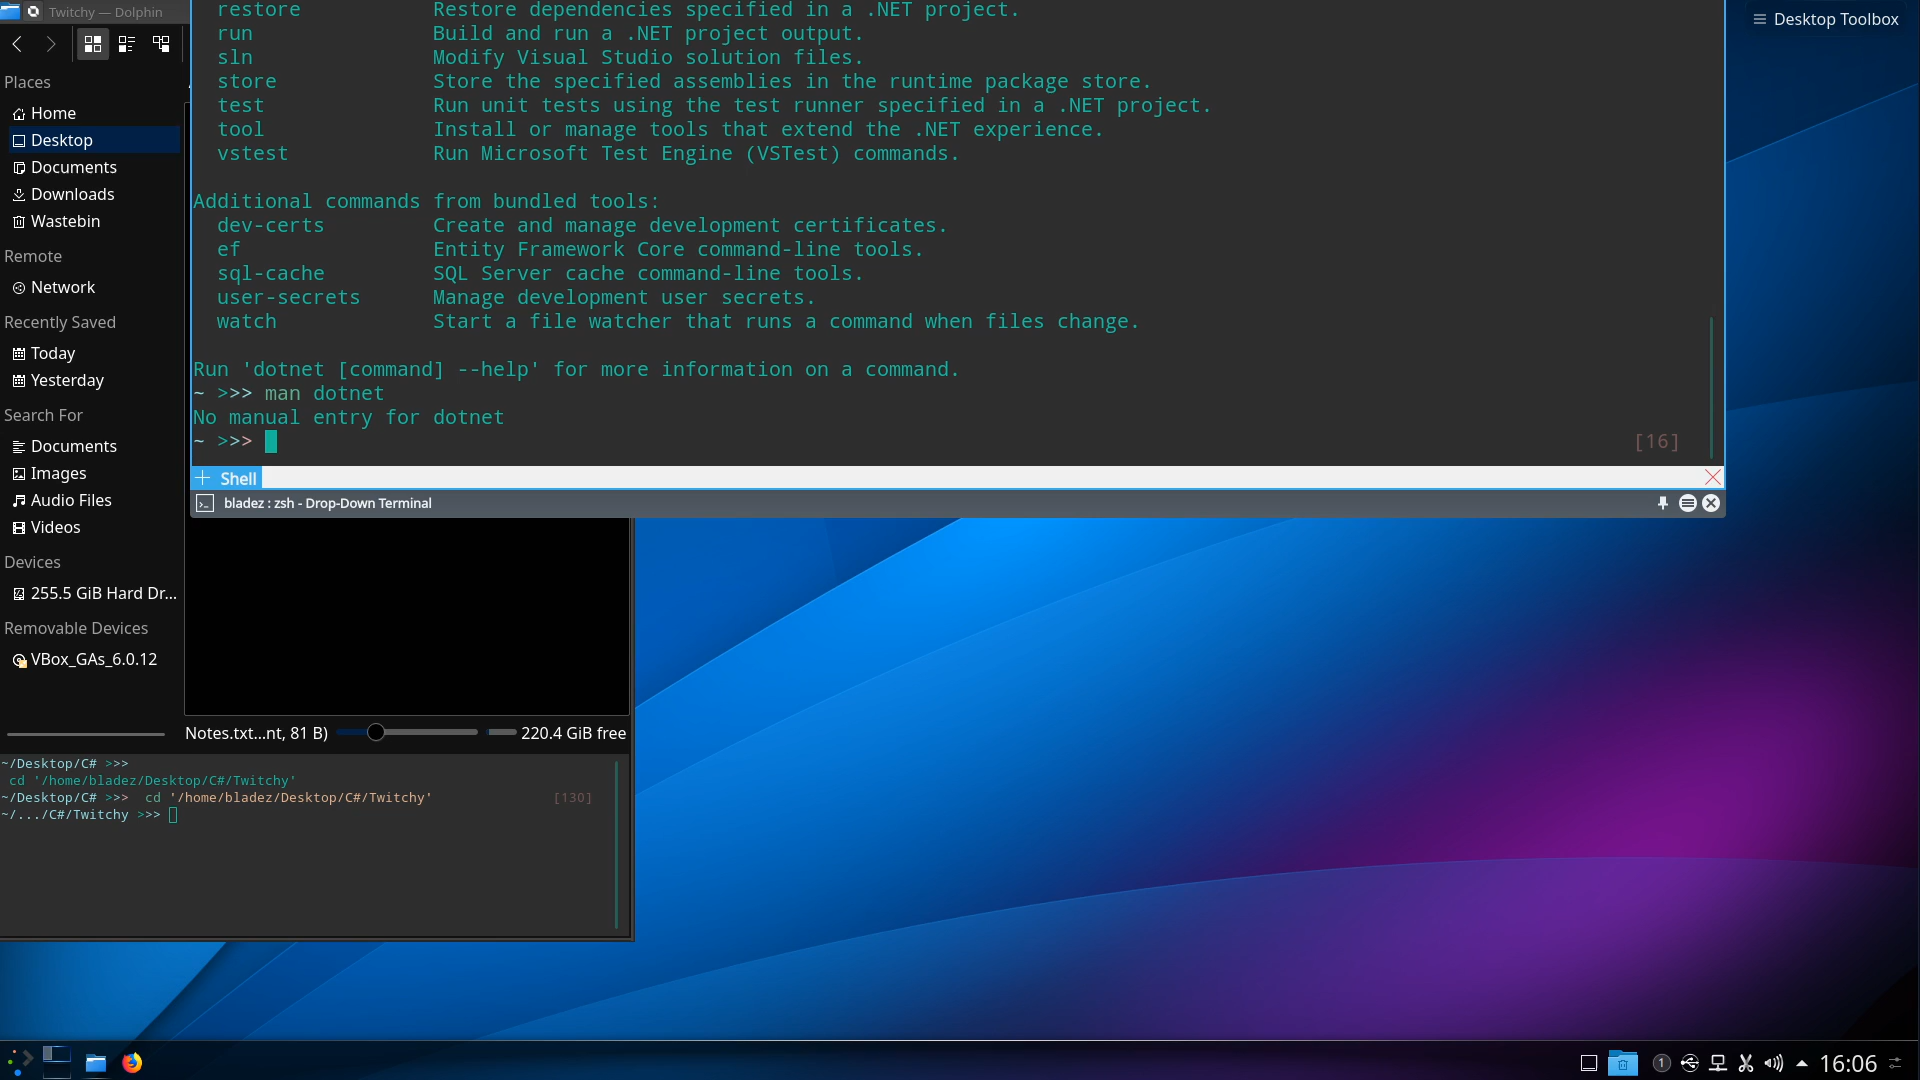 Twitchy — Dolphin
Places
Home
Desktop
Documents
Downloads
Wastebin
Remote
Network
Recently Saved
Today
Yesterday
Search For
Documents
Images
Audio Files
Videos
Devices
255.5 GiB Hard Dr...
Removable Devices
VBox_GAs_6.0.12
restore Restore dependencies specified in a .NET project.
run Build and run a .NET project output.
sln Modify Visual Studio solution files.
store Store the specified assemblies in the runtime package store.
test Run unit tests using the test runner specified in a .NET project.
tool Install or manage tools that extend the .NET experience.
vstest Run Microsoft Test Engine (VSTest) commands.
Additional commands from bundled tools:
dev-certs Create and manage development certificates.
ef Entity Framework Core command-line tools.
sql-cache SQL Server cache command-line tools.
user-secrets Manage development user secrets.
watch Start a file watcher that runs a command when files change.
Run 'dotnet [command] --help' for more information on a command.
~ >>> man dotnet
No manual entry for dotnet
~ >>> [16]
Shell
bladez : zsh - Drop-Down Terminal
Desktop Toolbox
Notes.txt...nt, 81 B) 220.4 GiB free
~/Desktop/C# >>>
cd '/home/bladez/Desktop/C#/Twitchy'
~/Desktop/C# >>> cd '/home/bladez/Desktop/C#/Twitchy' [130]
~/.../C#/Twitchy >>>
1
16:06